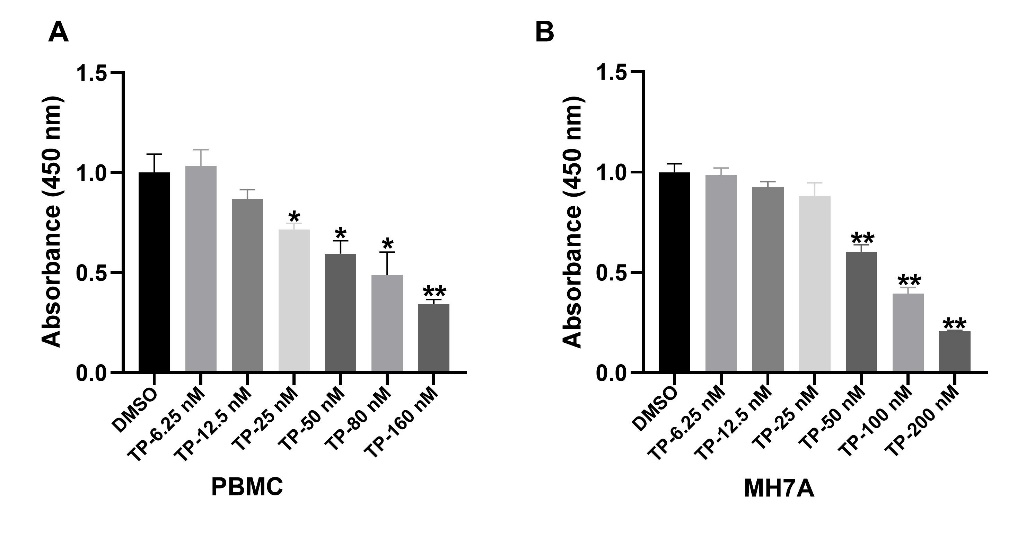 A
B
Absorbance (450 nm)
1.5
1.0
0.5
0.0
*
*
*
**
DMSO
TP-6.25 nM
TP-12.5 nM
TP-25 nM
TP-50 nM
TP-80 nM
TP-160 nM
PBMC
Absorbance (450 nm)
1.5
1.0
0.5
0.0
**
**
**
DMSO
TP-6.25 nM
TP-12.5 nM
TP-25 nM
TP-50 nM
TP-100 nM
TP-200 nM
MH7A